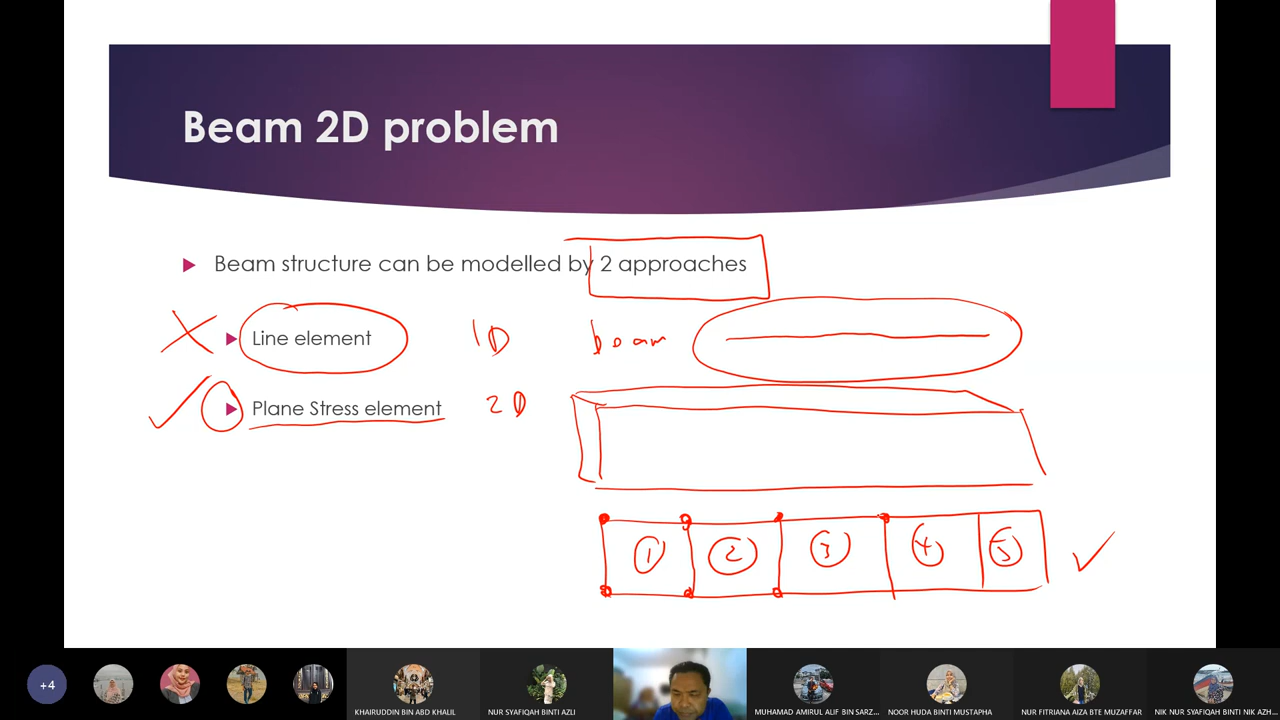 Beam 2D problem
Beam structure can be modelled by 2 approaches
Line element 1D beam
Plane Stress element 2D
1 2 3 4 5
+4
KHAIRUDDIN BIN ABD KHALIL
NUR SYAFIQAH BINTI AZLI
MUHAMAD AMIRUL ALIF BIN SARZ...
NOOR HUDA BINTI MUSTAPHA
NUR FITRIANA AIZA BTE MUZAFFAR
NIK NUR SYAFIQAH BINTI NIK AZH...